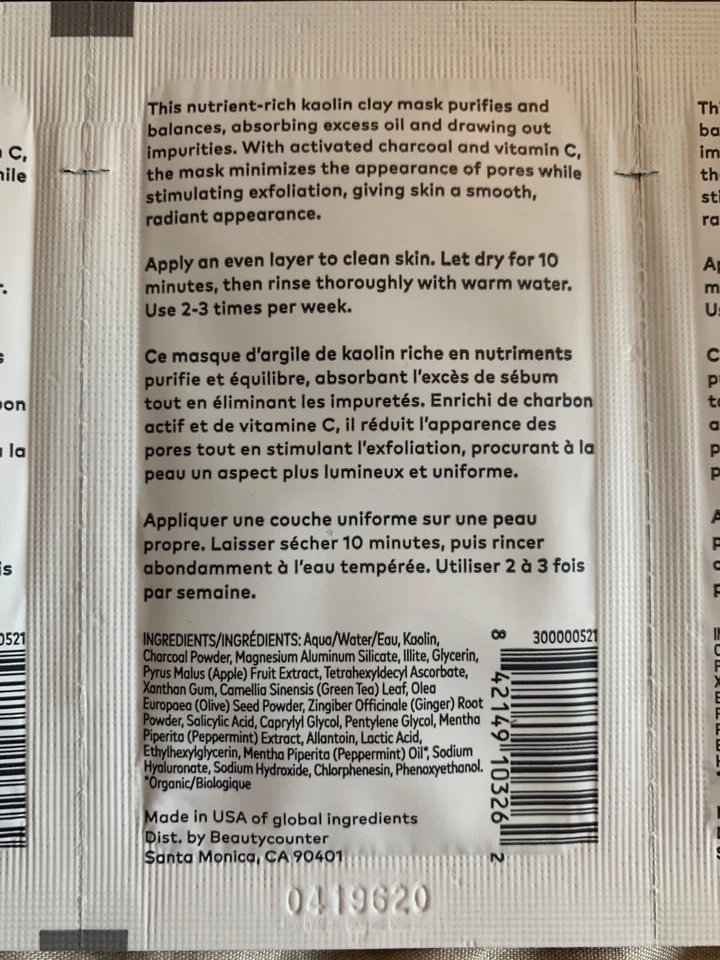 This nutrient-rich kaolin clay mask purifies and
balances, absorbing excess oil and drawing out
impurities. With activated charcoal and vitamin C,
the mask minimizes the appearance of pores while
stimulating exfoliation, giving skin a smooth,
radiant appearance.
Apply an even layer to clean skin. Let dry for 10
minutes, then rinse thoroughly with warm water.
Use 2-3 times per week.
Ce masque d'argile de kaolin riche en nutriments
purifie et équilibre, absorbant l'excès de sébum
tout en éliminant les impuretés. Enrichi de charbon
actif et de vitamine C, il réduit l'apparence des
pores tout en stimulant l'exfoliation, procurant à la
peau un aspect plus lumineux et uniforme.
Appliquer une couche uniforme sur une peau
propre. Laisser sécher 10 minutes, puis rincer
abondamment à l'eau tempérée. Utiliser 2 à 3 fois
par semaine.
INGREDIENTS/INGRÉDIENTS: Aqua/Water/Eau, Kaolin,
Charcoal Powder, Magnesium Aluminum Silicate, Illite, Glycerin,
Pyrus Malus (Apple) Fruit Extract, Tetrahexyldecyl Ascorbate,
Xanthan Gum, Camellia Sinensis (Green Tea) Leaf, Olea
Europaea (Olive) Seed Powder, Zingiber Officinale (Ginger) Root
Powder, Salicylic Acid, Caprylyl Glycol, Pentylene Glycol, Mentha
Piperita (Peppermint) Extract, Allantoin, Lactic Acid,
Ethylhexylglycerin, Mentha Piperita (Peppermint) Oil*, Sodium
Hyaluronate, Sodium Hydroxide, Chlorphenesin, Phenoxyethanol.
*Organic/Biologique
300000521
8 42149 10326 2
Made in USA of global ingredients
Dist. by Beautycounter
Santa Monica, CA 90401
0419620